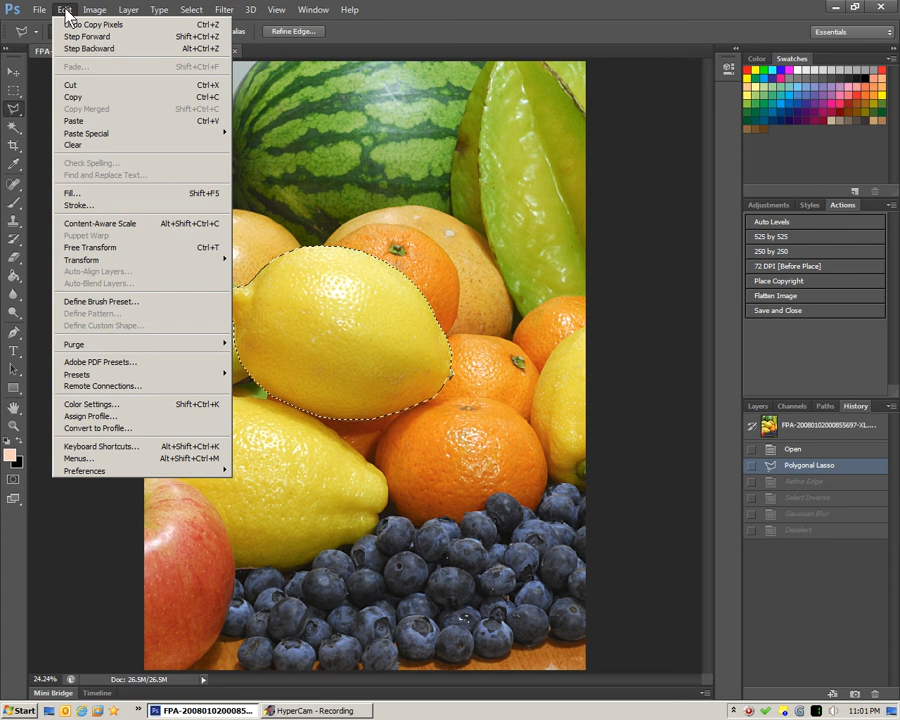 Ps File Edit Image Layer Type Select Filter 3D View Window Help
alias Refine Edge... Essentials
FPA-
Undo Copy Pixels Ctrl+Z
Step Forward Shift+Ctrl+Z
Step Backward Alt+Ctrl+Z
Fade... Shift+Ctrl+F
Cut Ctrl+X
Copy Ctrl+C
Copy Merged Shift+Ctrl+C
Paste Ctrl+V
Paste Special
Clear
Check Spelling...
Find and Replace Text...
Fill... Shift+F5
Stroke...
Content-Aware Scale Alt+Shift+Ctrl+C
Puppet Warp
Free Transform Ctrl+T
Transform
Auto-Align Layers...
Auto-Blend Layers...
Define Brush Preset...
Define Pattern...
Define Custom Shape...
Purge
Adobe PDF Presets...
Presets
Remote Connections...
Color Settings... Shift+Ctrl+K
Assign Profile...
Convert to Profile...
Keyboard Shortcuts... Alt+Shift+Ctrl+K
Menus... Alt+Shift+Ctrl+M
Preferences
Color Swatches
Adjustments Styles Actions
Auto Levels
525 by 525
250 by 250
72 DPI [Before Place]
Place Copyright
Flatten Image
Save and Close
Layers Channels Paths History
FPA-20080102000855697-XL....
Open
Polygonal Lasso
Refine Edge
Select Inverse
Gaussian Blur
Deselect
24.24% Doc: 26.5M/26.5M
Mini Bridge Timeline
Start FPA-2008010200085... HyperCam - Recording 11:01 PM